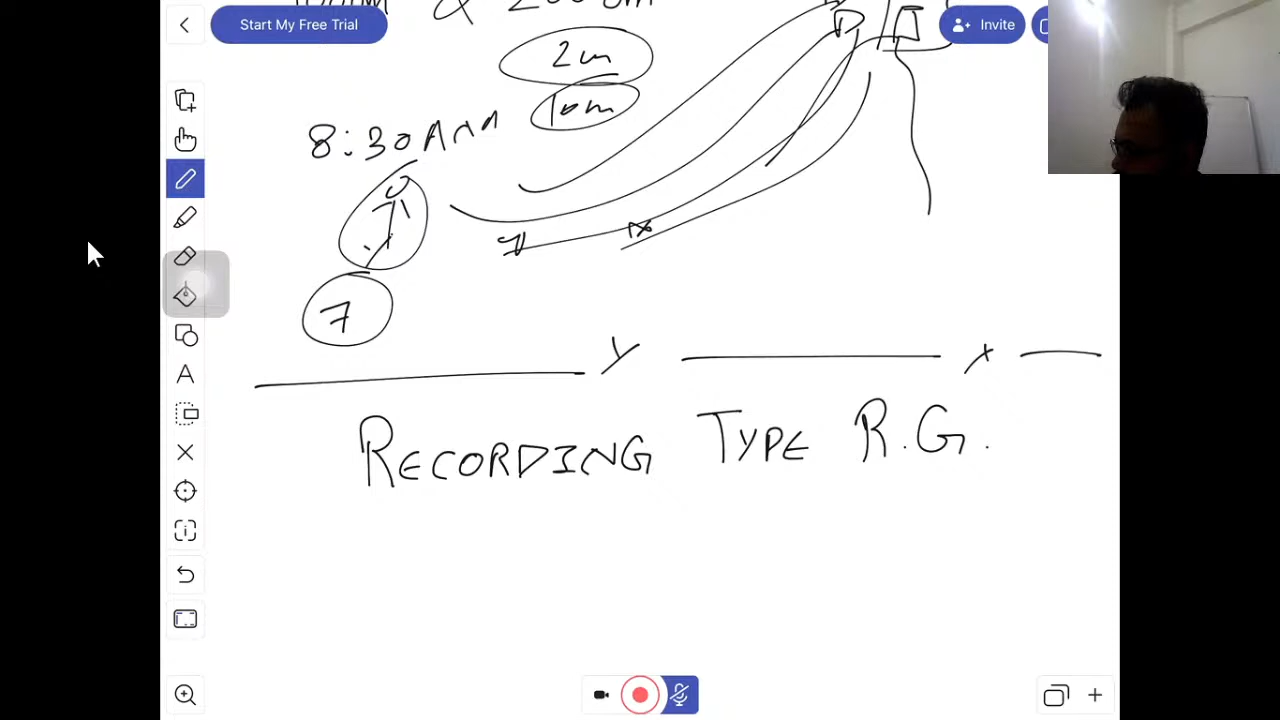 Start My Free Trial
Invite
2m
10m
8:30AM
7
RECORDING TYPE R.G.